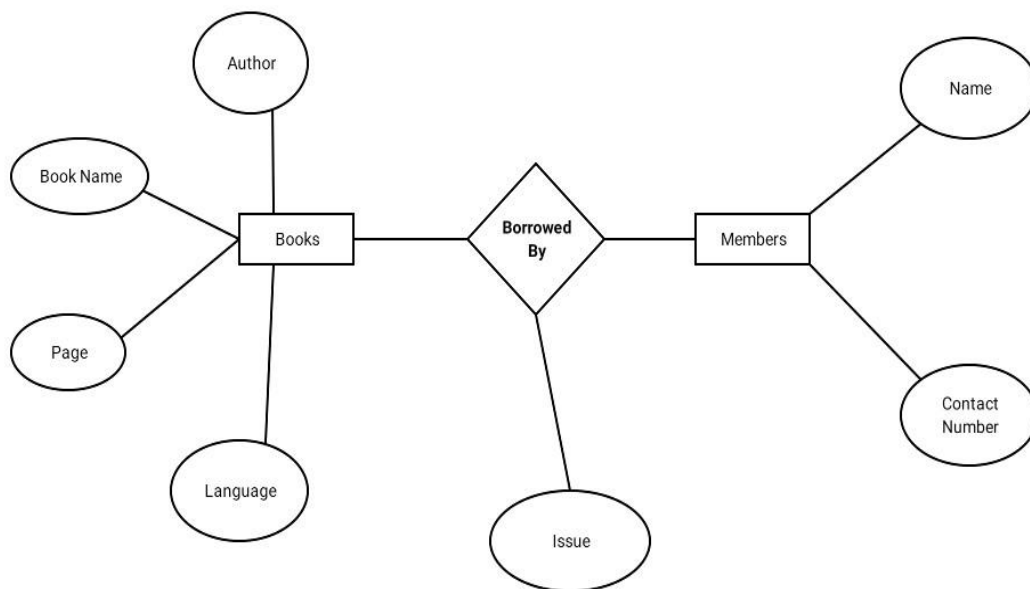 Author
Name
Book Name
Books
Borrowed
By
Members
Page
Contact
Number
Language
Issue